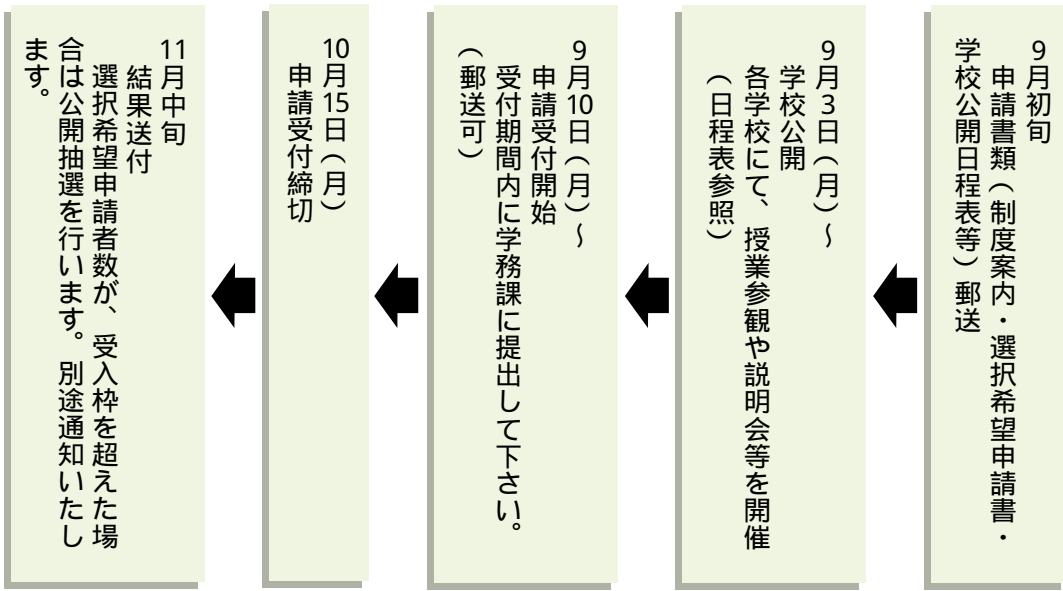 9月初旬
申請書類（制度案内・選択希望申請書・
学校公開日程表等）郵送
9月3日（月）～
学校公開
各学校にて、授業参観や説明会等を開催
（日程表参照）
9月10日（月）～
申請受付開始
受付期間内に学務課に提出して下さい。
（郵送可）
10月15日（月）
申請受付締切
11月中旬
結果送付
選択希望申請者数が、受入枠を超えた場
合は公開抽選を行います。別途通知いたし
ます。